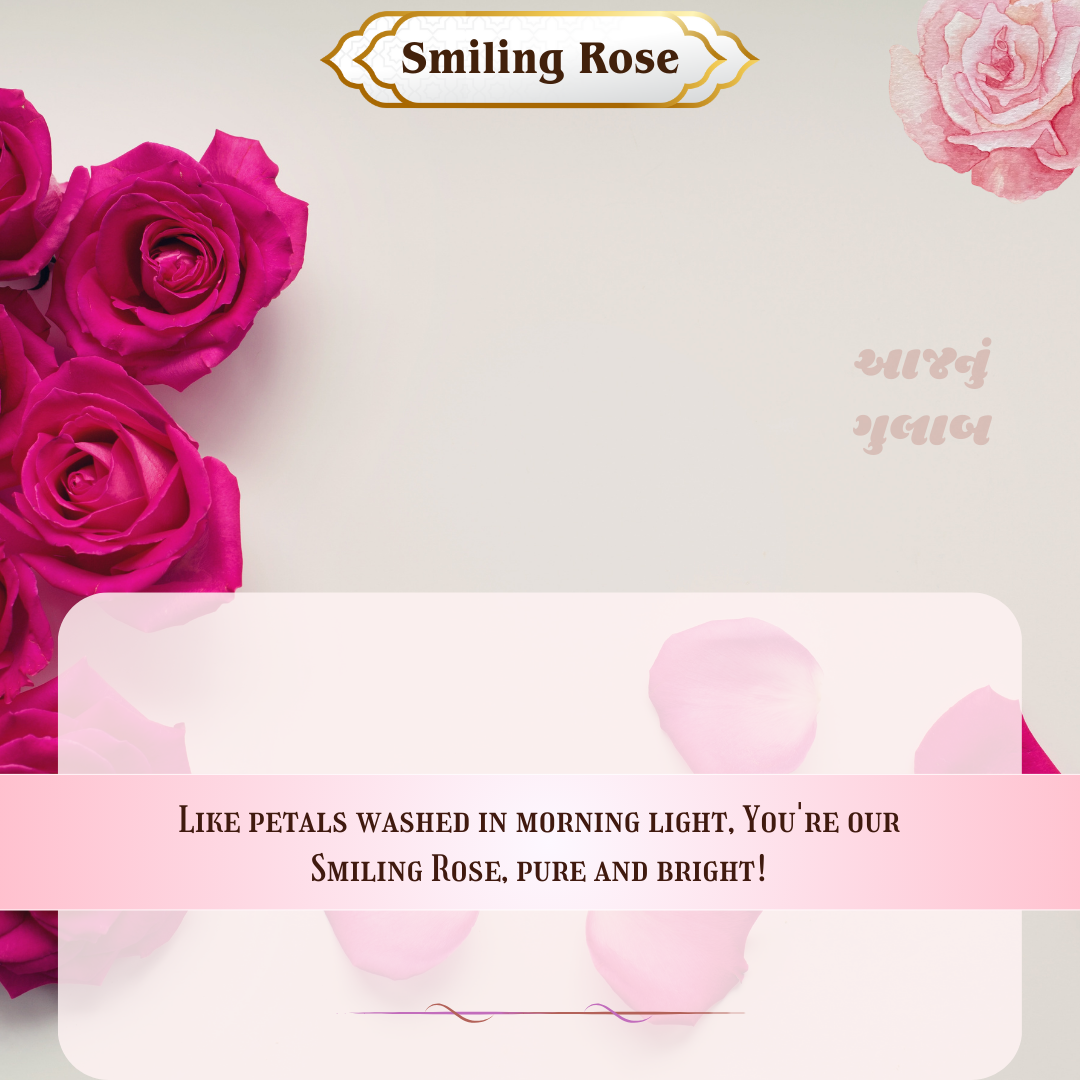 Smiling Rose
આજનું
ગુલાબ
Like petals washed in morning light, You're our
Smiling Rose, pure and bright!